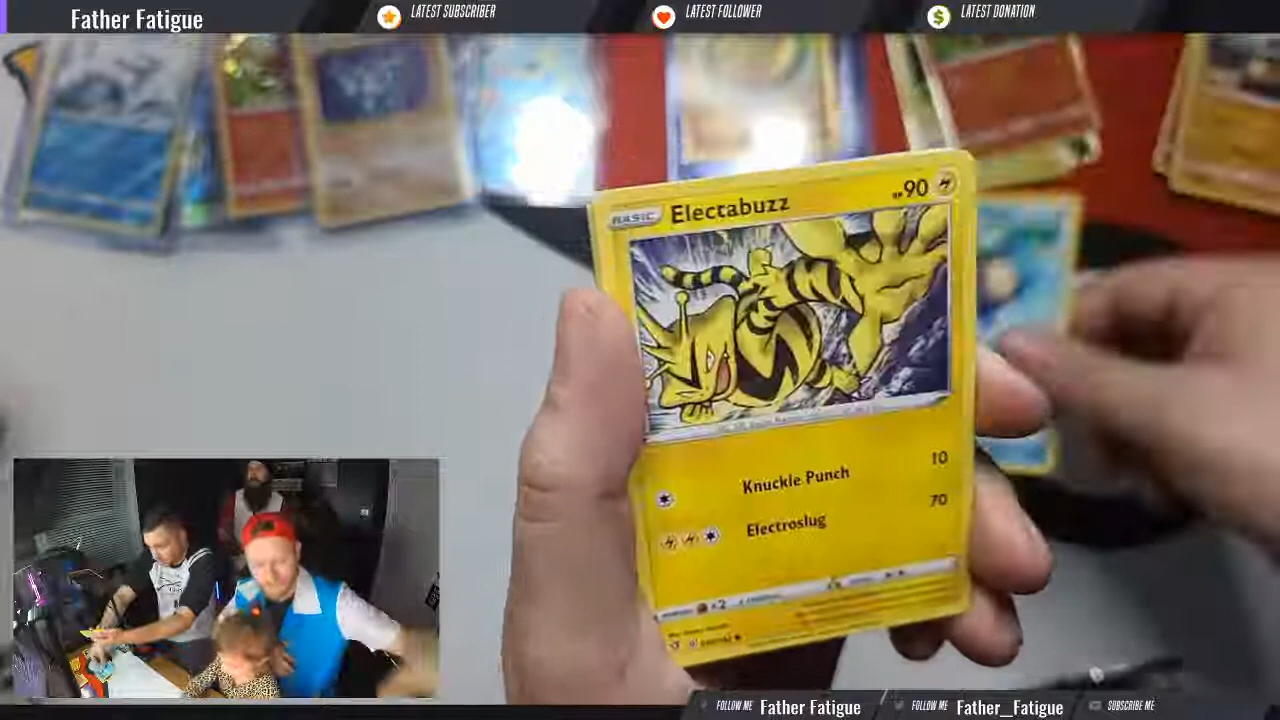 Father Fatigue
LATEST SUBSCRIBER
LATEST FOLLOWER
LATEST DONATION
BASIC Electabuzz 90
Knuckle Punch 10
Electroslug 70
×2
FOLLOW ME Father Fatigue
FOLLOW ME Father_Fatigue
SUBSCRIBE ME